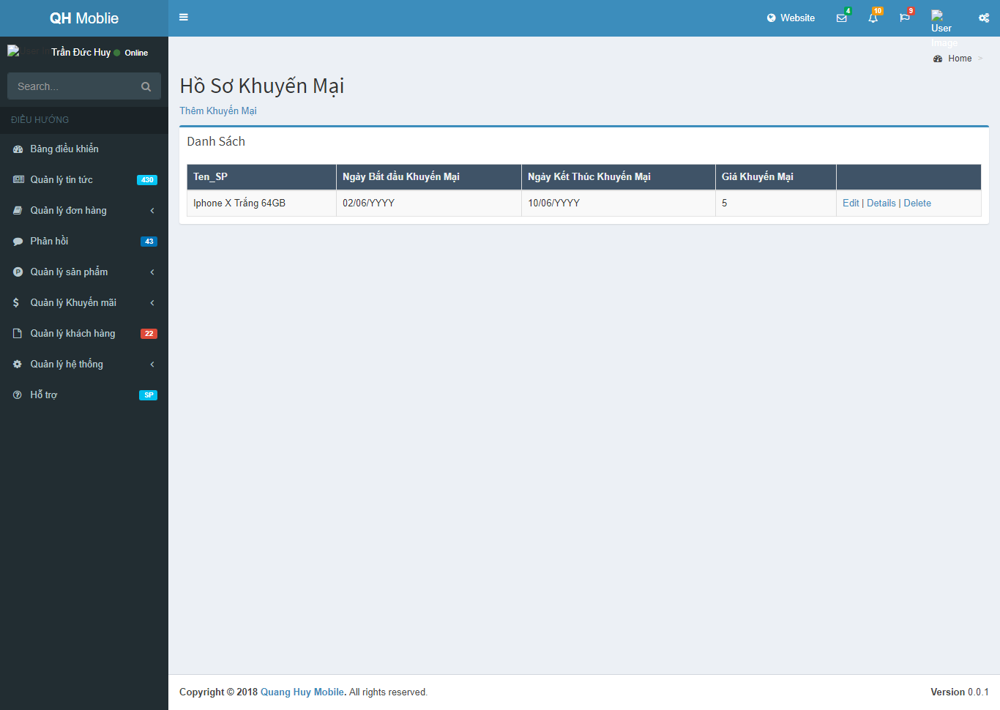 QH Moblie
Website
4
10
9
User Image
Trần Đức Huy Online
Home >
Search...
ĐIỀU HƯỚNG
Bảng điều khiển
Quản lý tin tức 430
Quản lý đơn hàng
Phản hồi 43
Quản lý sản phẩm
Quản lý Khuyến mãi
Quản lý khách hàng 22
Quản lý hệ thống
Hỗ trợ SP
Hồ Sơ Khuyến Mại
Thêm Khuyến Mại
Danh Sách
Ten_SP Ngày Bắt đầu Khuyến Mại Ngày Kết Thúc Khuyến Mại Giá Khuyến Mại
Iphone X Trắng 64GB 02/06/YYYY 10/06/YYYY 5 Edit | Details | Delete
Copyright © 2018 Quang Huy Mobile. All rights reserved.
Version 0.0.1